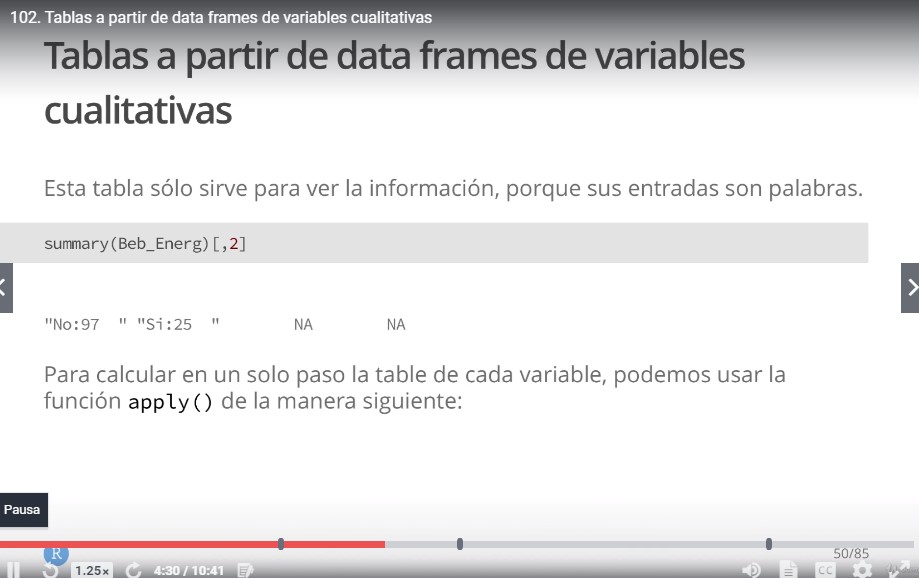 102. Tablas a partir de data frames de variables cualitativas
Tablas a partir de data frames de variables
cualitativas
Esta tabla sólo sirve para ver la información, porque sus entradas son palabras.
summary(Beb_Energ)[,2]
"No:97  " "Si:25  "        NA        NA
Para calcular en un solo paso la table de cada variable, podemos usar la
función apply() de la manera siguiente:
Pausa
R
50/85
1.25×
4:30 / 10:41
CC